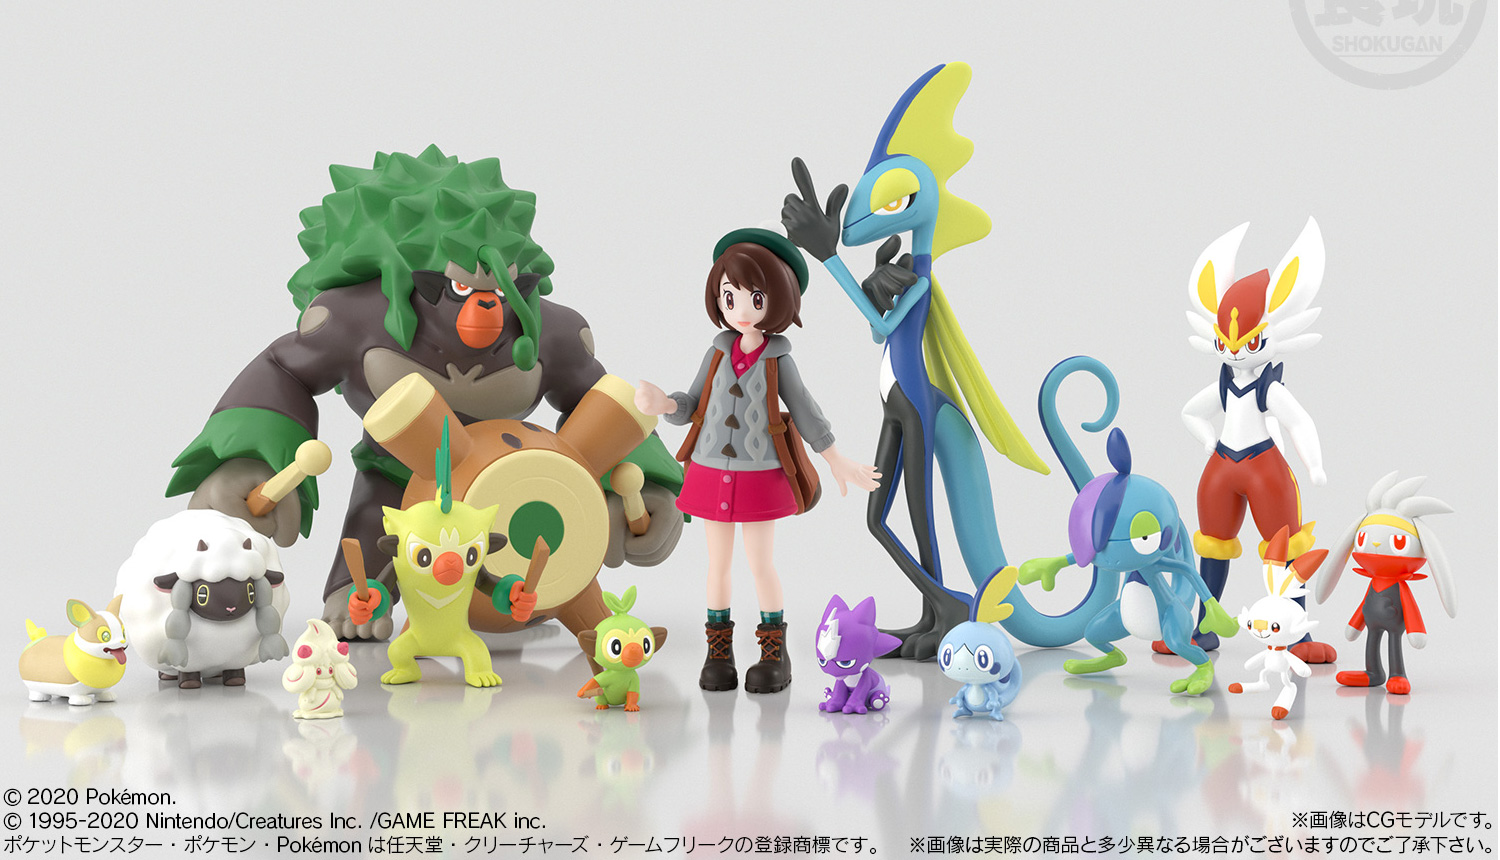 SHOKUGAN
© 2020 Pokémon.
© 1995-2020 Nintendo/Creatures Inc. /GAME FREAK inc.
※画像はCGモデルです。
ポケットモンスター・ポケモン・Pokémon は任天堂・クリーチャーズ・ゲームフリークの登録商標です。
※画像は実際の商品と多少異なる場合がございますのでご了承下さい。